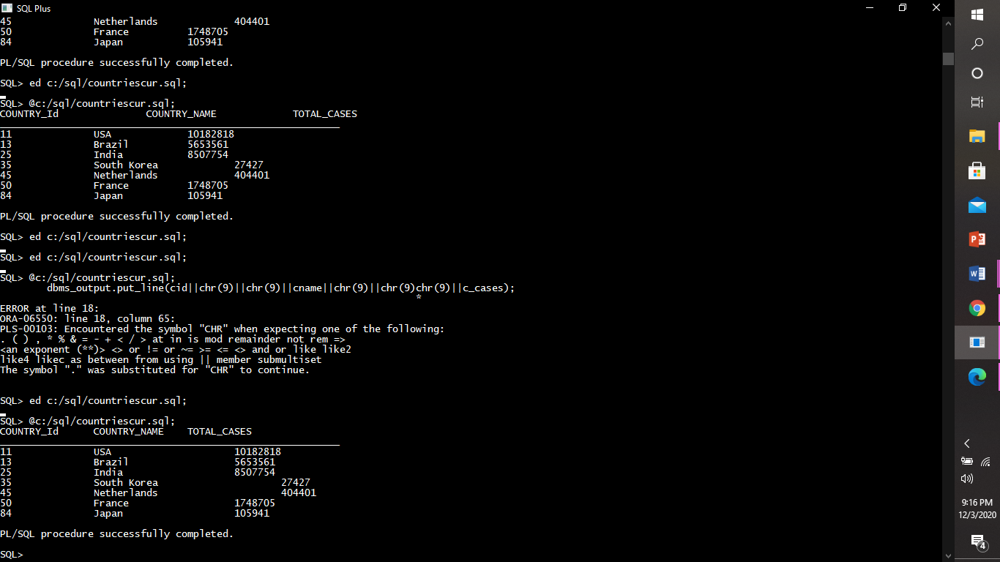 SQL Plus
45 Netherlands 404401
50 France 1748705
84 Japan 105941
PL/SQL procedure successfully completed.
SQL> ed c:/sql/countriescur.sql;
SQL> @c:/sql/countriescur.sql;
COUNTRY_Id COUNTRY_NAME TOTAL_CASES
11 USA 10182818
13 Brazil 5653561
25 India 8507754
35 South Korea 27427
45 Netherlands 404401
50 France 1748705
84 Japan 105941
PL/SQL procedure successfully completed.
SQL> ed c:/sql/countriescur.sql;
SQL> ed c:/sql/countriescur.sql;
SQL> @c:/sql/countriescur.sql;
dbms_output.put_line(cid||chr(9)||chr(9)||cname||chr(9)||chr(9)chr(9)||c_cases);
*
ERROR at line 18:
ORA-06550: line 18, column 65:
PLS-00103: Encountered the symbol "CHR" when expecting one of the following:
. ( ) , * % & = - + < / > at in is mod remainder not rem =>
<an exponent (**)> <> or != or ~= >= <= <> and or like like2
like4 likec as between from using || member submultiset
The symbol "." was substituted for "CHR" to continue.
SQL> ed c:/sql/countriescur.sql;
SQL> @c:/sql/countriescur.sql;
COUNTRY_Id COUNTRY_NAME TOTAL_CASES
11 USA 10182818
13 Brazil 5653561
25 India 8507754
35 South Korea 27427
45 Netherlands 404401
50 France 1748705
84 Japan 105941
PL/SQL procedure successfully completed.
SQL>
9:16 PM
12/3/2020
4